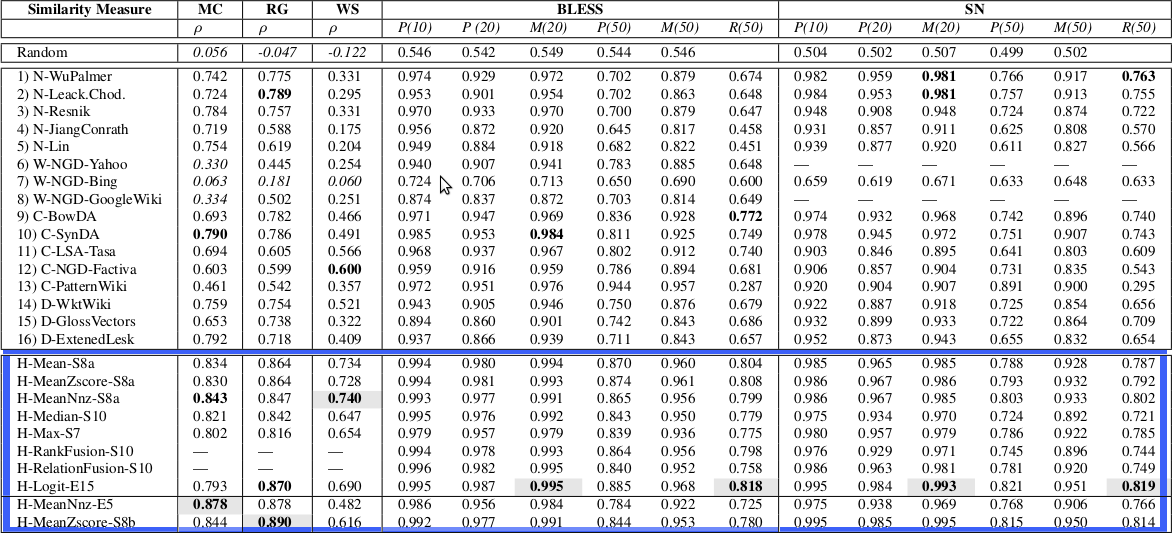 Similarity Measure MC RG WS BLESS SN
ρ ρ ρ P(10) P (20) M(20) P(50) M(50) R(50) P(10) P(20) M(20) P(50) M(50) R(50)
Random 0.056 -0.047 -0.122 0.546 0.542 0.549 0.544 0.546 0.504 0.502 0.507 0.499 0.502
1) N-WuPalmer 0.742 0.775 0.331 0.974 0.929 0.972 0.702 0.879 0.674 0.982 0.959 0.981 0.766 0.917 0.763
2) N-Leack.Chod. 0.724 0.789 0.295 0.953 0.901 0.954 0.702 0.863 0.648 0.984 0.953 0.981 0.757 0.913 0.755
3) N-Resnik 0.784 0.757 0.331 0.970 0.933 0.970 0.700 0.879 0.647 0.948 0.908 0.948 0.724 0.874 0.722
4) N-JiangConrath 0.719 0.588 0.175 0.956 0.872 0.920 0.645 0.817 0.458 0.931 0.857 0.911 0.625 0.808 0.570
5) N-Lin 0.754 0.619 0.204 0.949 0.884 0.918 0.682 0.822 0.451 0.939 0.877 0.920 0.611 0.827 0.566
6) W-NGD-Yahoo 0.330 0.445 0.254 0.940 0.907 0.941 0.783 0.885 0.648 — — — — — —
7) W-NGD-Bing 0.063 0.181 0.060 0.724 0.706 0.713 0.650 0.690 0.600 0.659 0.619 0.671 0.633 0.648 0.633
8) W-NGD-GoogleWiki 0.334 0.502 0.251 0.874 0.837 0.872 0.703 0.814 0.649 — — — — — —
9) C-BowDA 0.693 0.782 0.466 0.971 0.947 0.969 0.836 0.928 0.772 0.974 0.932 0.968 0.742 0.896 0.740
10) C-SynDA 0.790 0.786 0.491 0.985 0.953 0.984 0.811 0.925 0.749 0.978 0.945 0.972 0.751 0.907 0.743
11) C-LSA-Tasa 0.694 0.605 0.566 0.968 0.937 0.967 0.802 0.912 0.740 0.903 0.846 0.895 0.641 0.803 0.609
12) C-NGD-Factiva 0.603 0.599 0.600 0.959 0.916 0.959 0.786 0.894 0.681 0.906 0.857 0.904 0.731 0.835 0.543
13) C-PatternWiki 0.461 0.542 0.357 0.972 0.951 0.976 0.944 0.957 0.287 0.920 0.904 0.907 0.891 0.900 0.295
14) D-WktWiki 0.759 0.754 0.521 0.943 0.905 0.946 0.750 0.876 0.679 0.922 0.887 0.918 0.725 0.854 0.656
15) D-GlossVectors 0.653 0.738 0.322 0.894 0.860 0.901 0.742 0.843 0.686 0.932 0.899 0.933 0.722 0.864 0.709
16) D-ExtenedLesk 0.792 0.718 0.409 0.937 0.866 0.939 0.711 0.843 0.657 0.952 0.873 0.943 0.655 0.832 0.654
H-Mean-S8a 0.834 0.864 0.734 0.994 0.980 0.994 0.870 0.960 0.804 0.985 0.965 0.985 0.788 0.928 0.787
H-MeanZscore-S8a 0.830 0.864 0.728 0.994 0.981 0.993 0.874 0.961 0.808 0.986 0.967 0.986 0.793 0.932 0.792
H-MeanNnz-S8a 0.843 0.847 0.740 0.993 0.977 0.991 0.865 0.956 0.799 0.986 0.967 0.985 0.803 0.933 0.802
H-Median-S10 0.821 0.842 0.647 0.995 0.976 0.992 0.843 0.950 0.779 0.975 0.934 0.970 0.724 0.892 0.721
H-Max-S7 0.802 0.816 0.654 0.979 0.957 0.979 0.839 0.936 0.775 0.980 0.957 0.979 0.786 0.922 0.785
H-RankFusion-S10 — — 0.994 0.978 0.993 0.864 0.956 0.798 0.976 0.929 0.971 0.745 0.896 0.744
H-RelationFusion-S10 — — 0.996 0.982 0.995 0.840 0.952 0.758 0.986 0.963 0.981 0.781 0.920 0.749
H-Logit-E15 0.793 0.870 0.690 0.995 0.987 0.995 0.885 0.968 0.818 0.995 0.984 0.993 0.821 0.951 0.819
H-MeanNnz-E5 0.878 0.878 0.482 0.986 0.956 0.984 0.784 0.922 0.725 0.975 0.938 0.969 0.768 0.906 0.766
H-MeanZscore-S8b 0.844 0.890 0.616 0.992 0.977 0.991 0.844 0.953 0.780 0.995 0.985 0.995 0.815 0.950 0.814